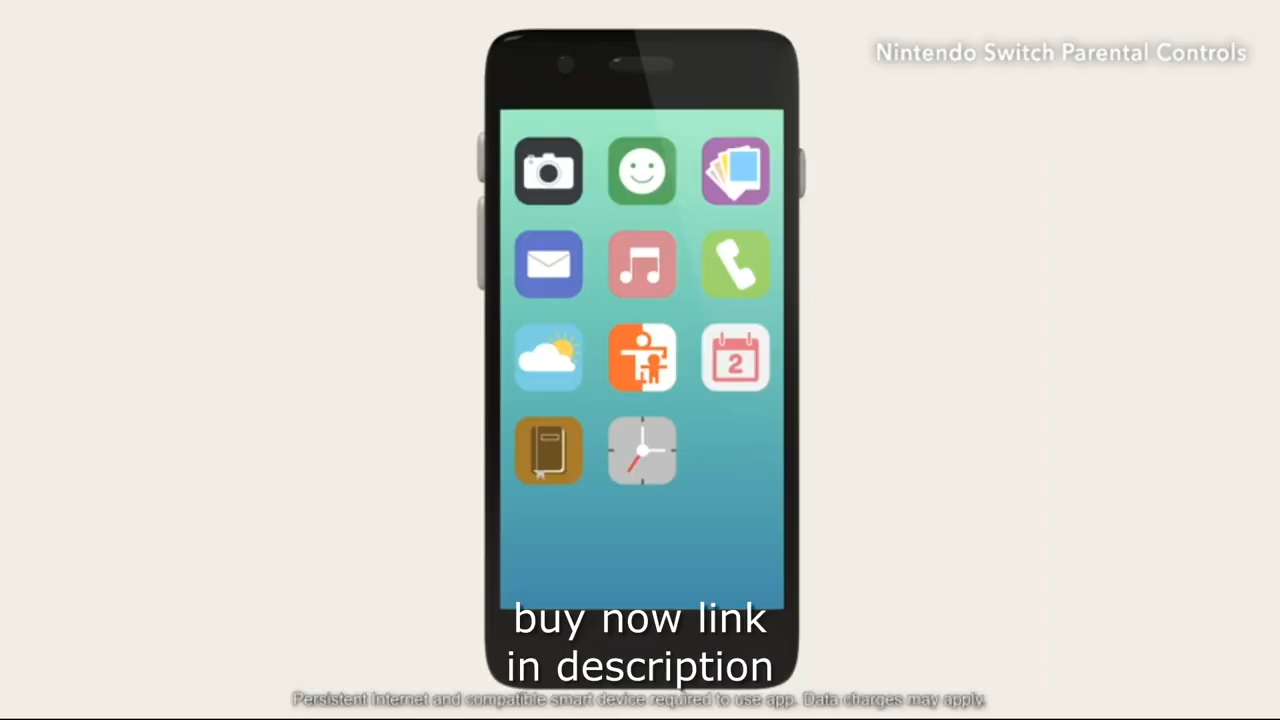 Nintendo Switch Parental Controls
2
buy now link
in description
Persistent Internet and compatible smart device required to use app. Data charges may apply.